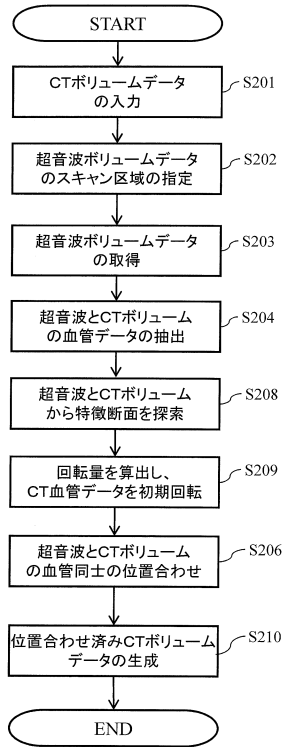 START
CTボリュームデータ
の入力
S201
超音波ボリュームデータ
のスキャン区域の指定
S202
超音波ボリュームデータ
の取得
S203
超音波とCTボリューム
の血管データの抽出
S204
超音波とCTボリューム
から特徴断面を探索
S208
回転量を算出し、
CT血管データを初期回転
S209
超音波とCTボリューム
の血管同士の位置合わせ
S206
位置合わせ済みCTボリューム
データの生成
S210
END